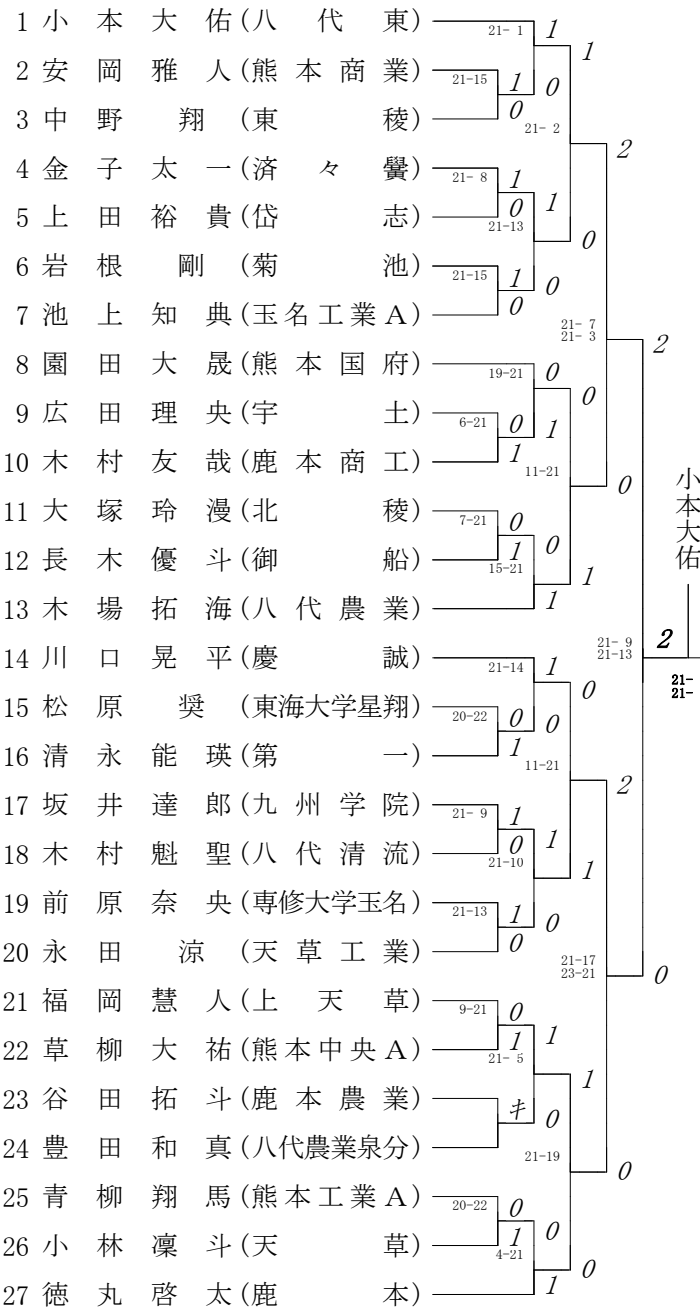 1 小本大佑(八代東)
21- 1 1
1
2 安岡雅人(熊本商業)
21-15 1 0
3 中野翔(東稜)
0
21- 2
2
4 金子太一(済々黌)
21- 8 1
5 上田裕貴(岱志)
0 1
21-13
0
6 岩根剛(菊池)
21-15 1 0
7 池上知典(玉名工業A)
0
21- 7
21- 3
2
8 園田大晟(熊本国府)
19-21 0
0
9 広田理央(宇土)
6-21 0 1
10 木村友哉(鹿本商工)
1
11-21
0
11 大塚玲漫(北稜)
7-21 0
12 長木優斗(御船)
1 0
15-21
1
13 木場拓海(八代農業)
1
小本大佑
21- 9
21-13
2
21-
21-
14 川口晃平(慶誠)
21-14 1
0
15 松原奨(東海大学星翔)
20-22 0 0
16 清永能瑛(第一)
1
11-21
2
17 坂井達郎(九州学院)
21- 9 1
18 木村魁聖(八代清流)
0 1
21-10
1
19 前原奈央(専修大学玉名)
21-13 1 0
20 永田涼(天草工業)
0
21-17
23-21
0
21 福岡慧人(上天草)
9-21 0
22 草柳大祐(熊本中央A)
1 1
21- 5
1
23 谷田拓斗(鹿本農業)
キ 0
24 豊田和真(八代農業泉分)
21-19
0
25 青柳翔馬(熊本工業A)
20-22 0
26 小林凜斗(天草)
1 0
4-21
0
27 徳丸啓太(鹿本)
1